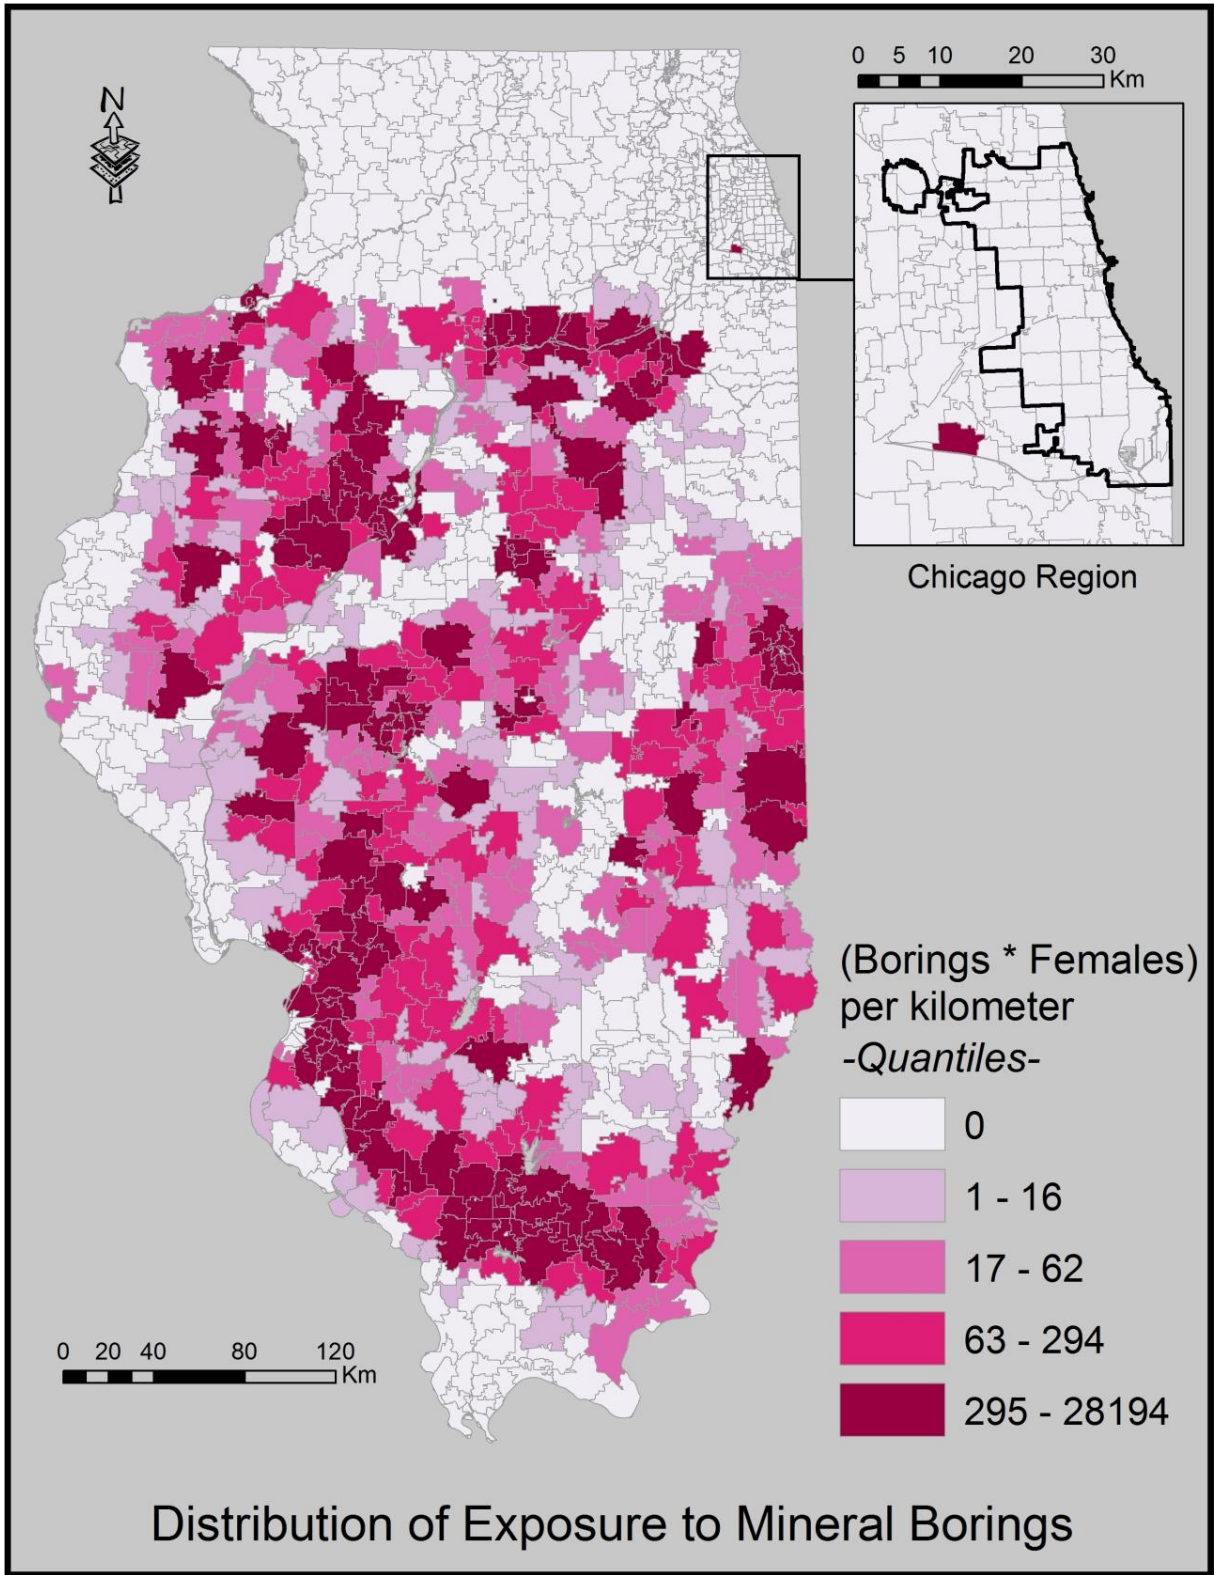 N
0 5 10 20 30
Km
Chicago Region
(Borings * Females)
per kilometer
-Quantiles-
0
1 - 16
17 - 62
63 - 294
295 - 28194
0 20 40 80 120
Km
Distribution of Exposure to Mineral Borings